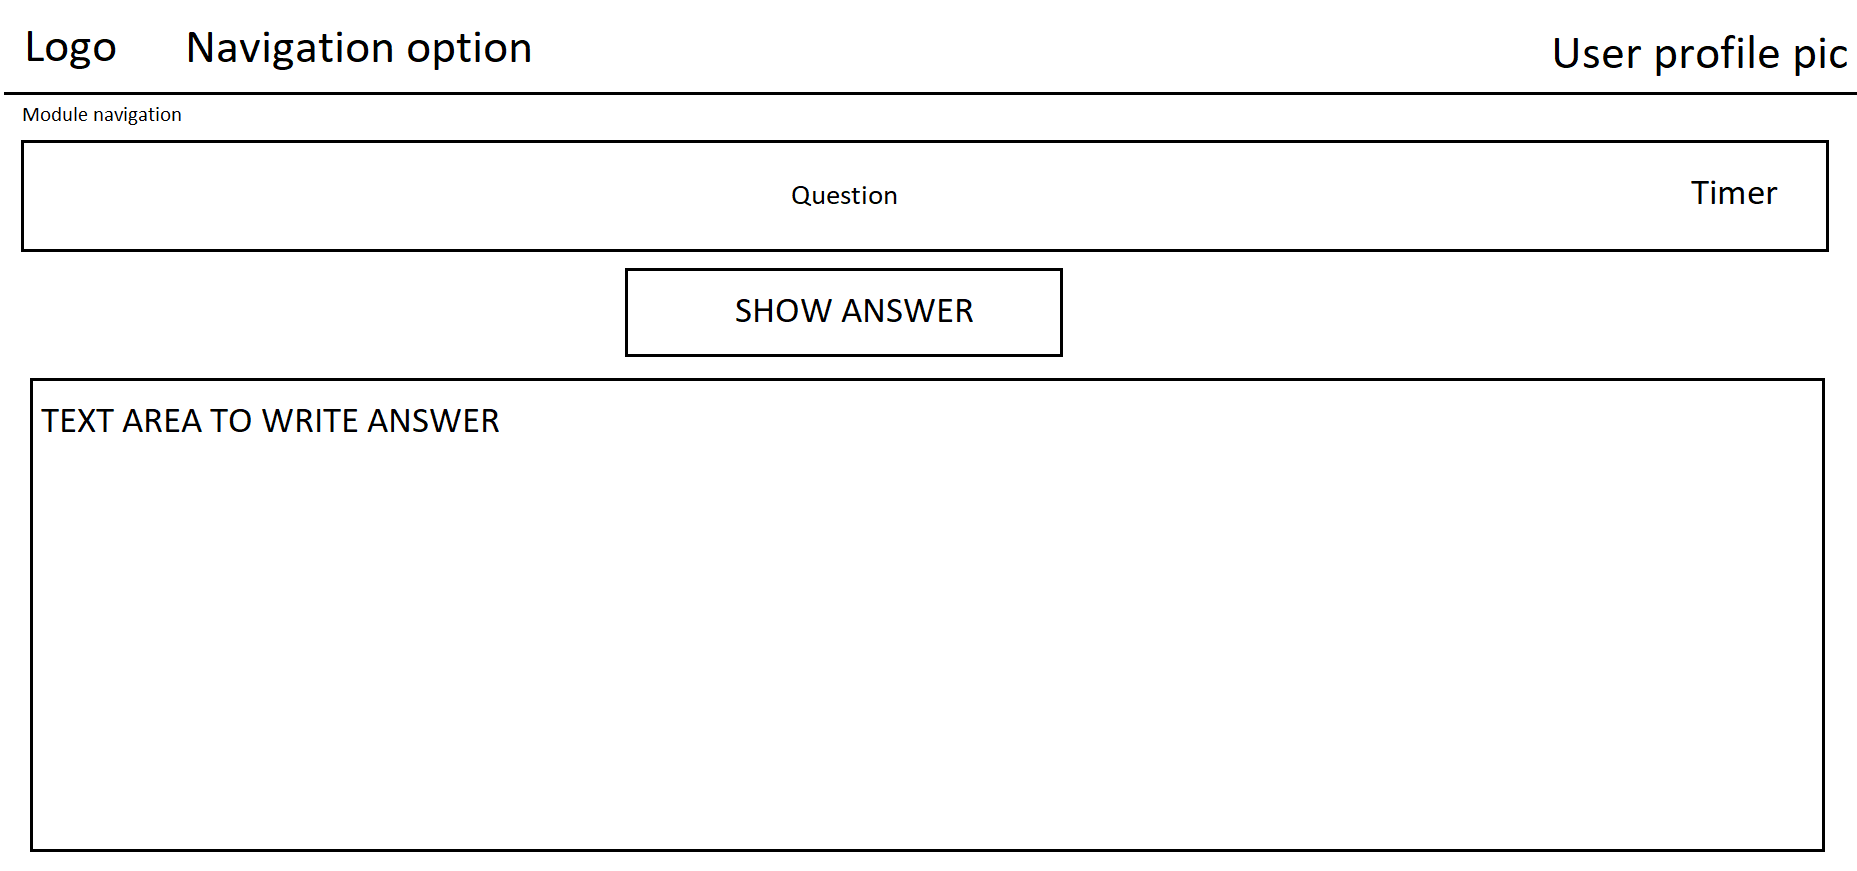 Logo Navigation option User profile pic
Module navigation
Question Timer
SHOW ANSWER
TEXT AREA TO WRITE ANSWER